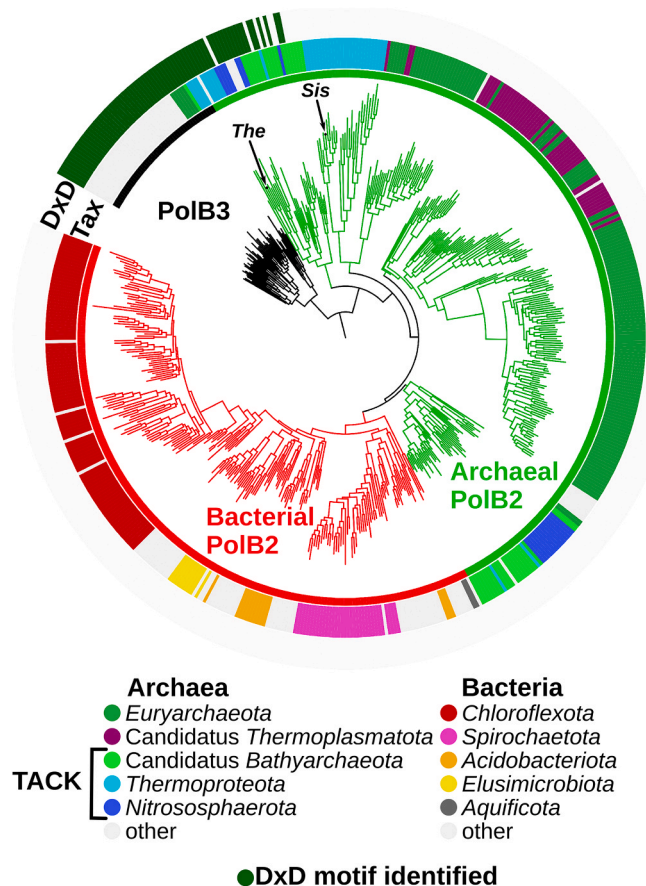 Sis
The
DxD
Tax
PolB3
Archaeal
PolB2
Bacterial
PolB2
Archaea
Euryarchaeota
Candidatus Thermoplasmatota
TACK
Candidatus Bathyarchaeota
Thermoproteota
Nitrososphaerota
other
Bacteria
Chloroflexota
Spirochaetota
Acidobacteriota
Elusimicrobiota
Aquificota
other
DxD motif identified